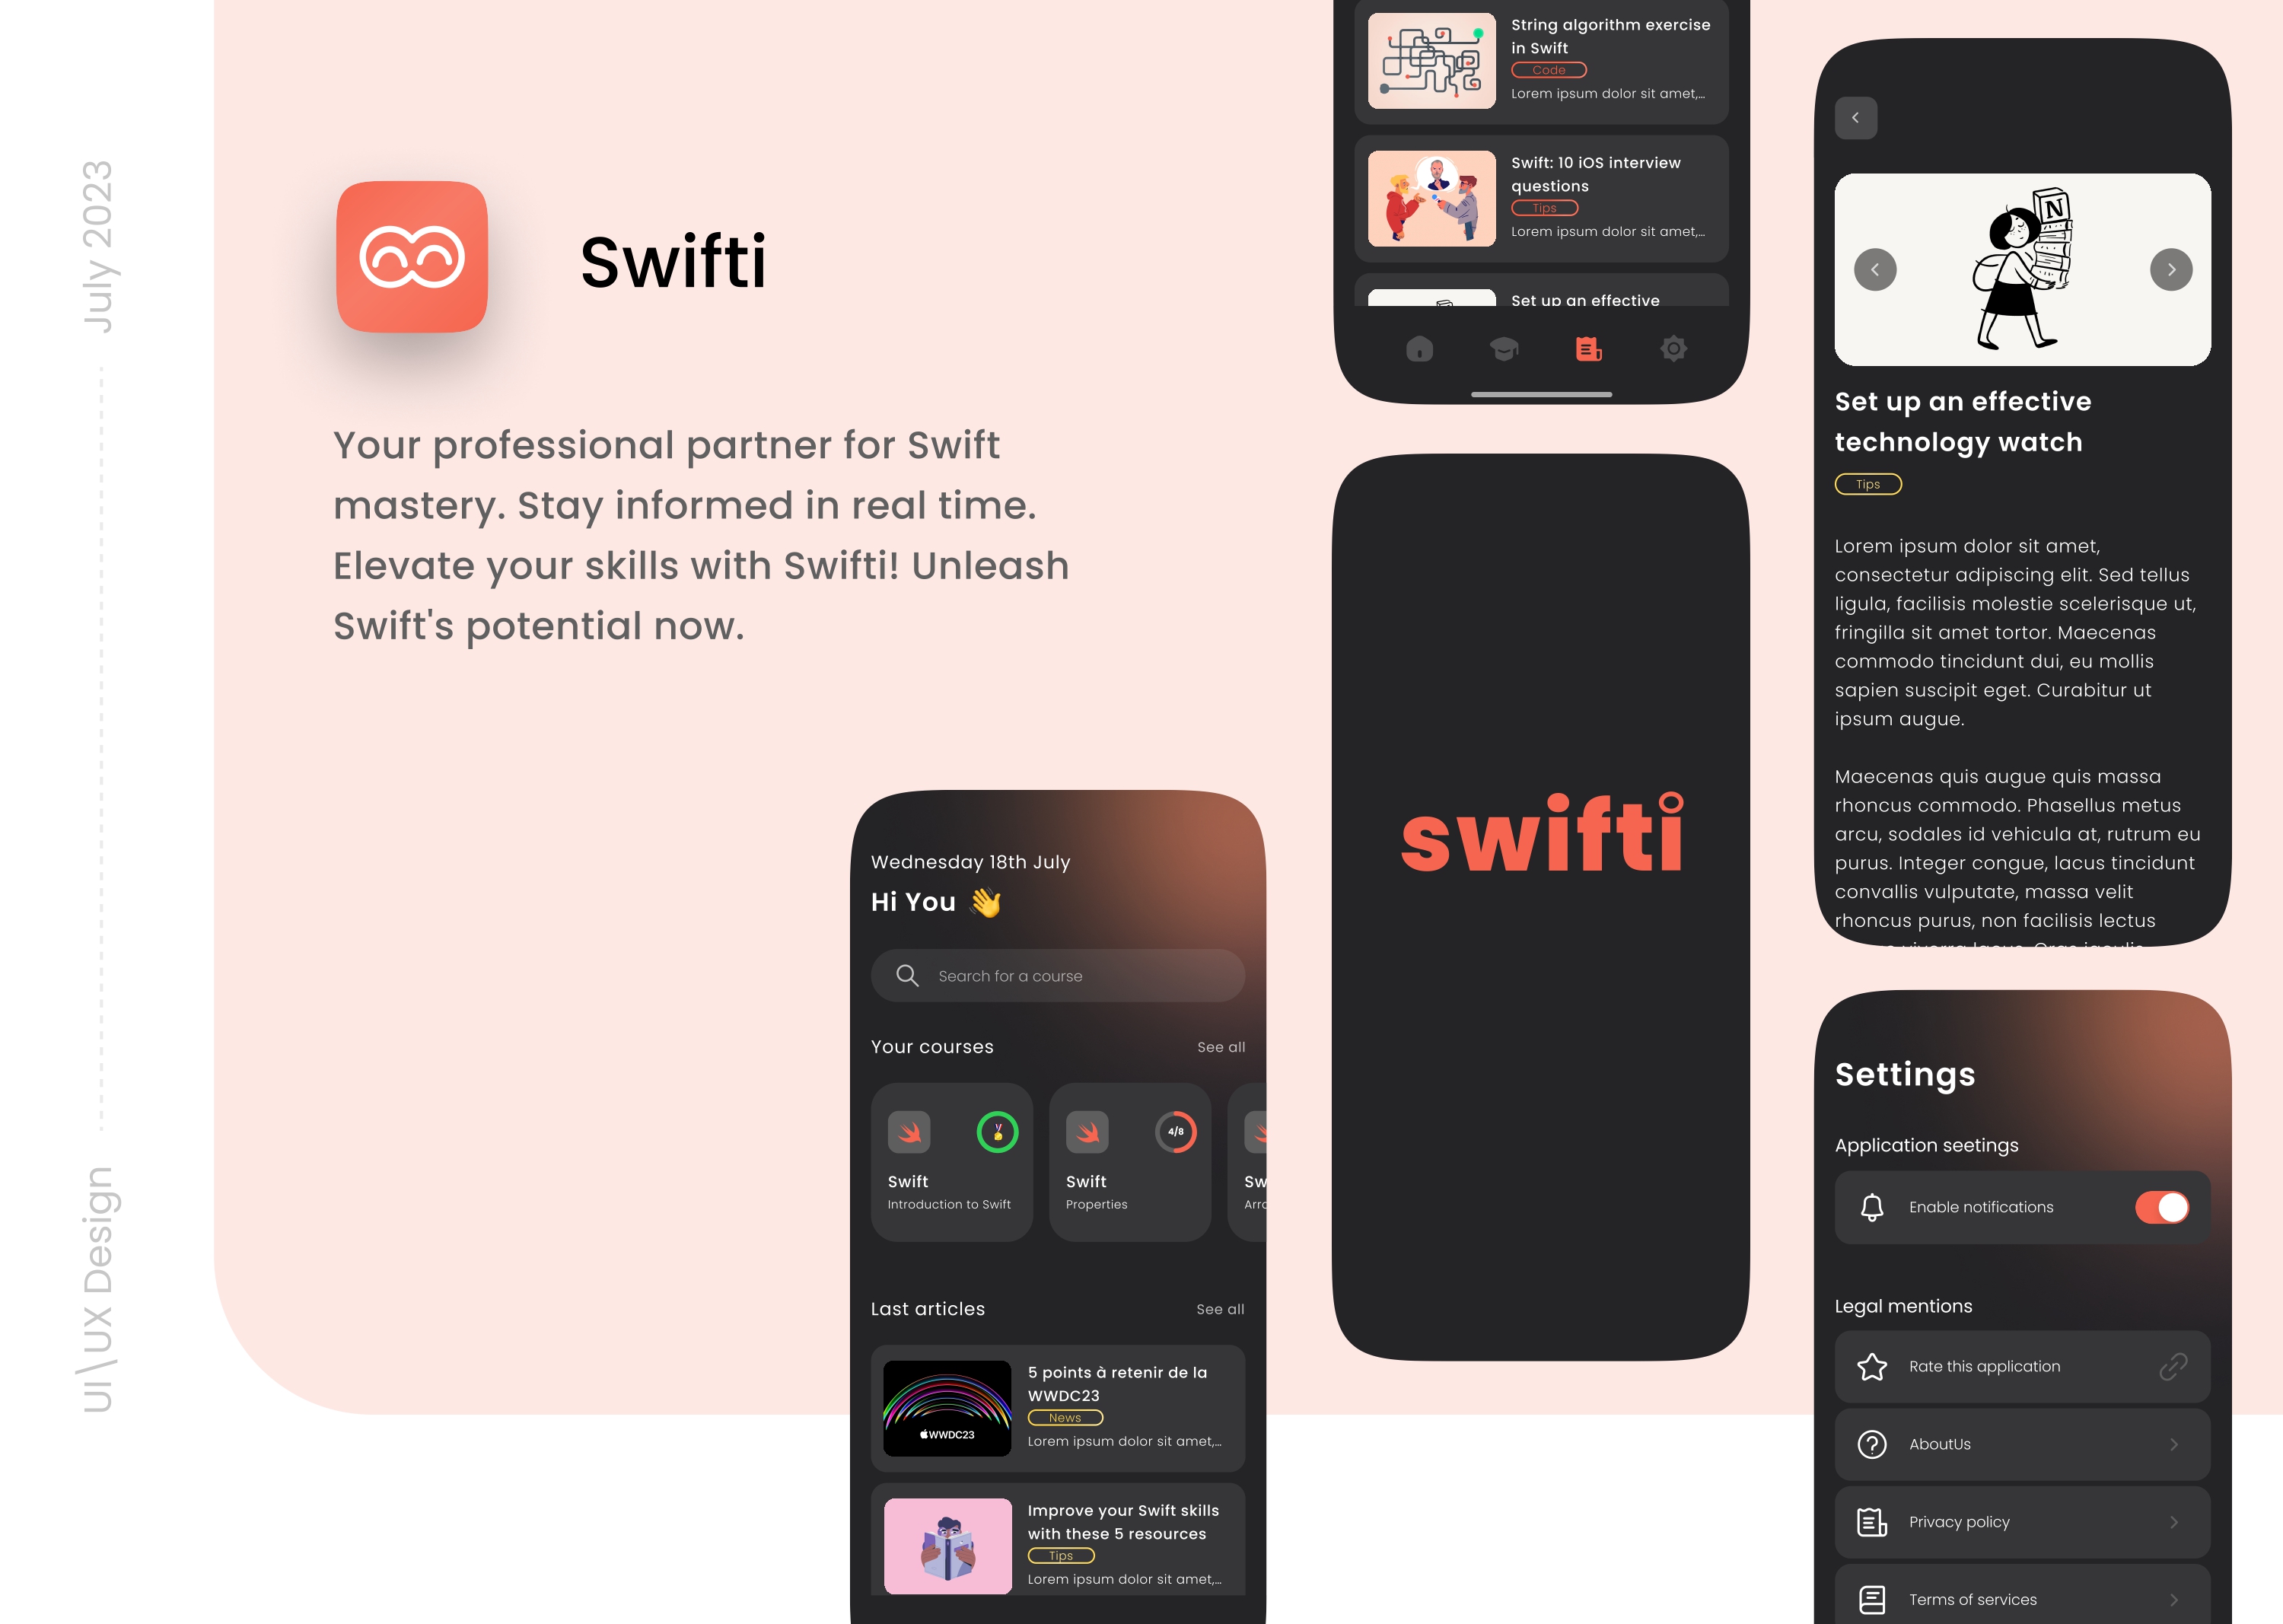 July 2023
UI\UX Design
Swifti
Your professional partner for Swift
mastery. Stay informed in real time.
Elevate your skills with Swifti! Unleash
Swift's potential now.
Wednesday 18th July
Hi You 👋
Search for a course
Your courses
See all
Swift
Introduction to Swift
4/8
Swift
Properties
Sw
Arra
Last articles
See all
5 points à retenir de la
WWDC23
News
Lorem ipsum dolor sit amet,...
WWDC23
Improve your Swift skills
with these 5 resources
Tips
Lorem ipsum dolor sit amet,...
String algorithm exercise
in Swift
Code
Lorem ipsum dolor sit amet,...
Swift: 10 iOS interview
questions
Tips
Lorem ipsum dolor sit amet,...
Set up an effective
swifti
N
Set up an effective
technology watch
Tips
Lorem ipsum dolor sit amet,
consectetur adipiscing elit. Sed tellus
ligula, facilisis molestie scelerisque ut,
fringilla sit amet tortor. Maecenas
commodo tincidunt dui, eu mollis
sapien suscipit eget. Curabitur ut
ipsum augue.
Maecenas quis augue quis massa
rhoncus commodo. Phasellus metus
arcu, sodales id vehicula at, rutrum eu
purus. Integer congue, lacus tincidunt
convallis vulputate, massa velit
rhoncus purus, non facilisis lectus
Settings
Application seetings
Enable notifications
Legal mentions
Rate this application
AboutUs
Privacy policy
Terms of services